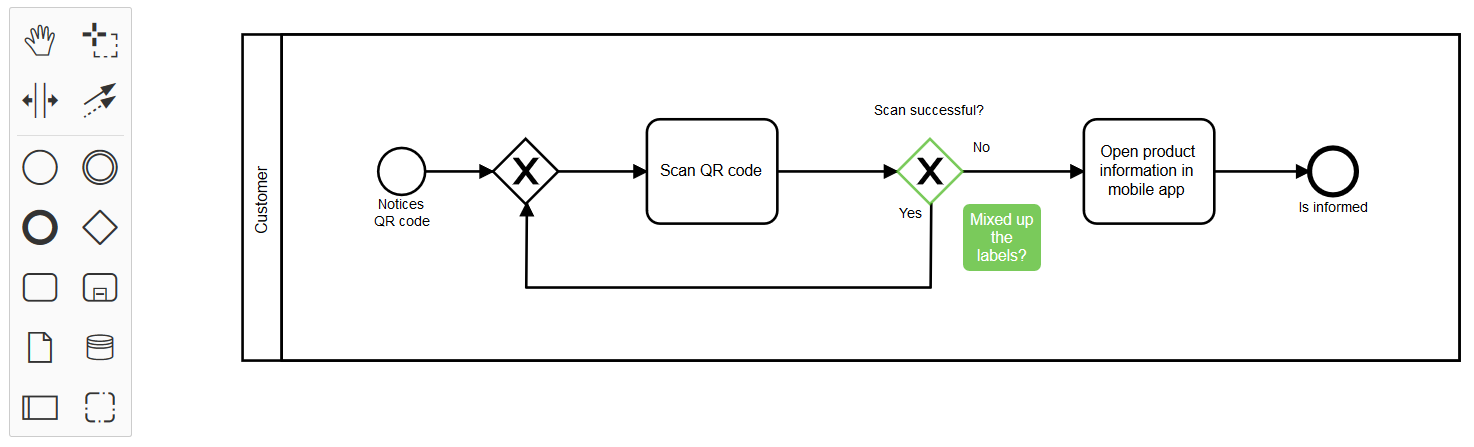 Customer
Notices
QR code
Scan QR code
Scan successful?
No
Yes
Mixed up
the
labels?
Open product
information in
mobile app
Is informed